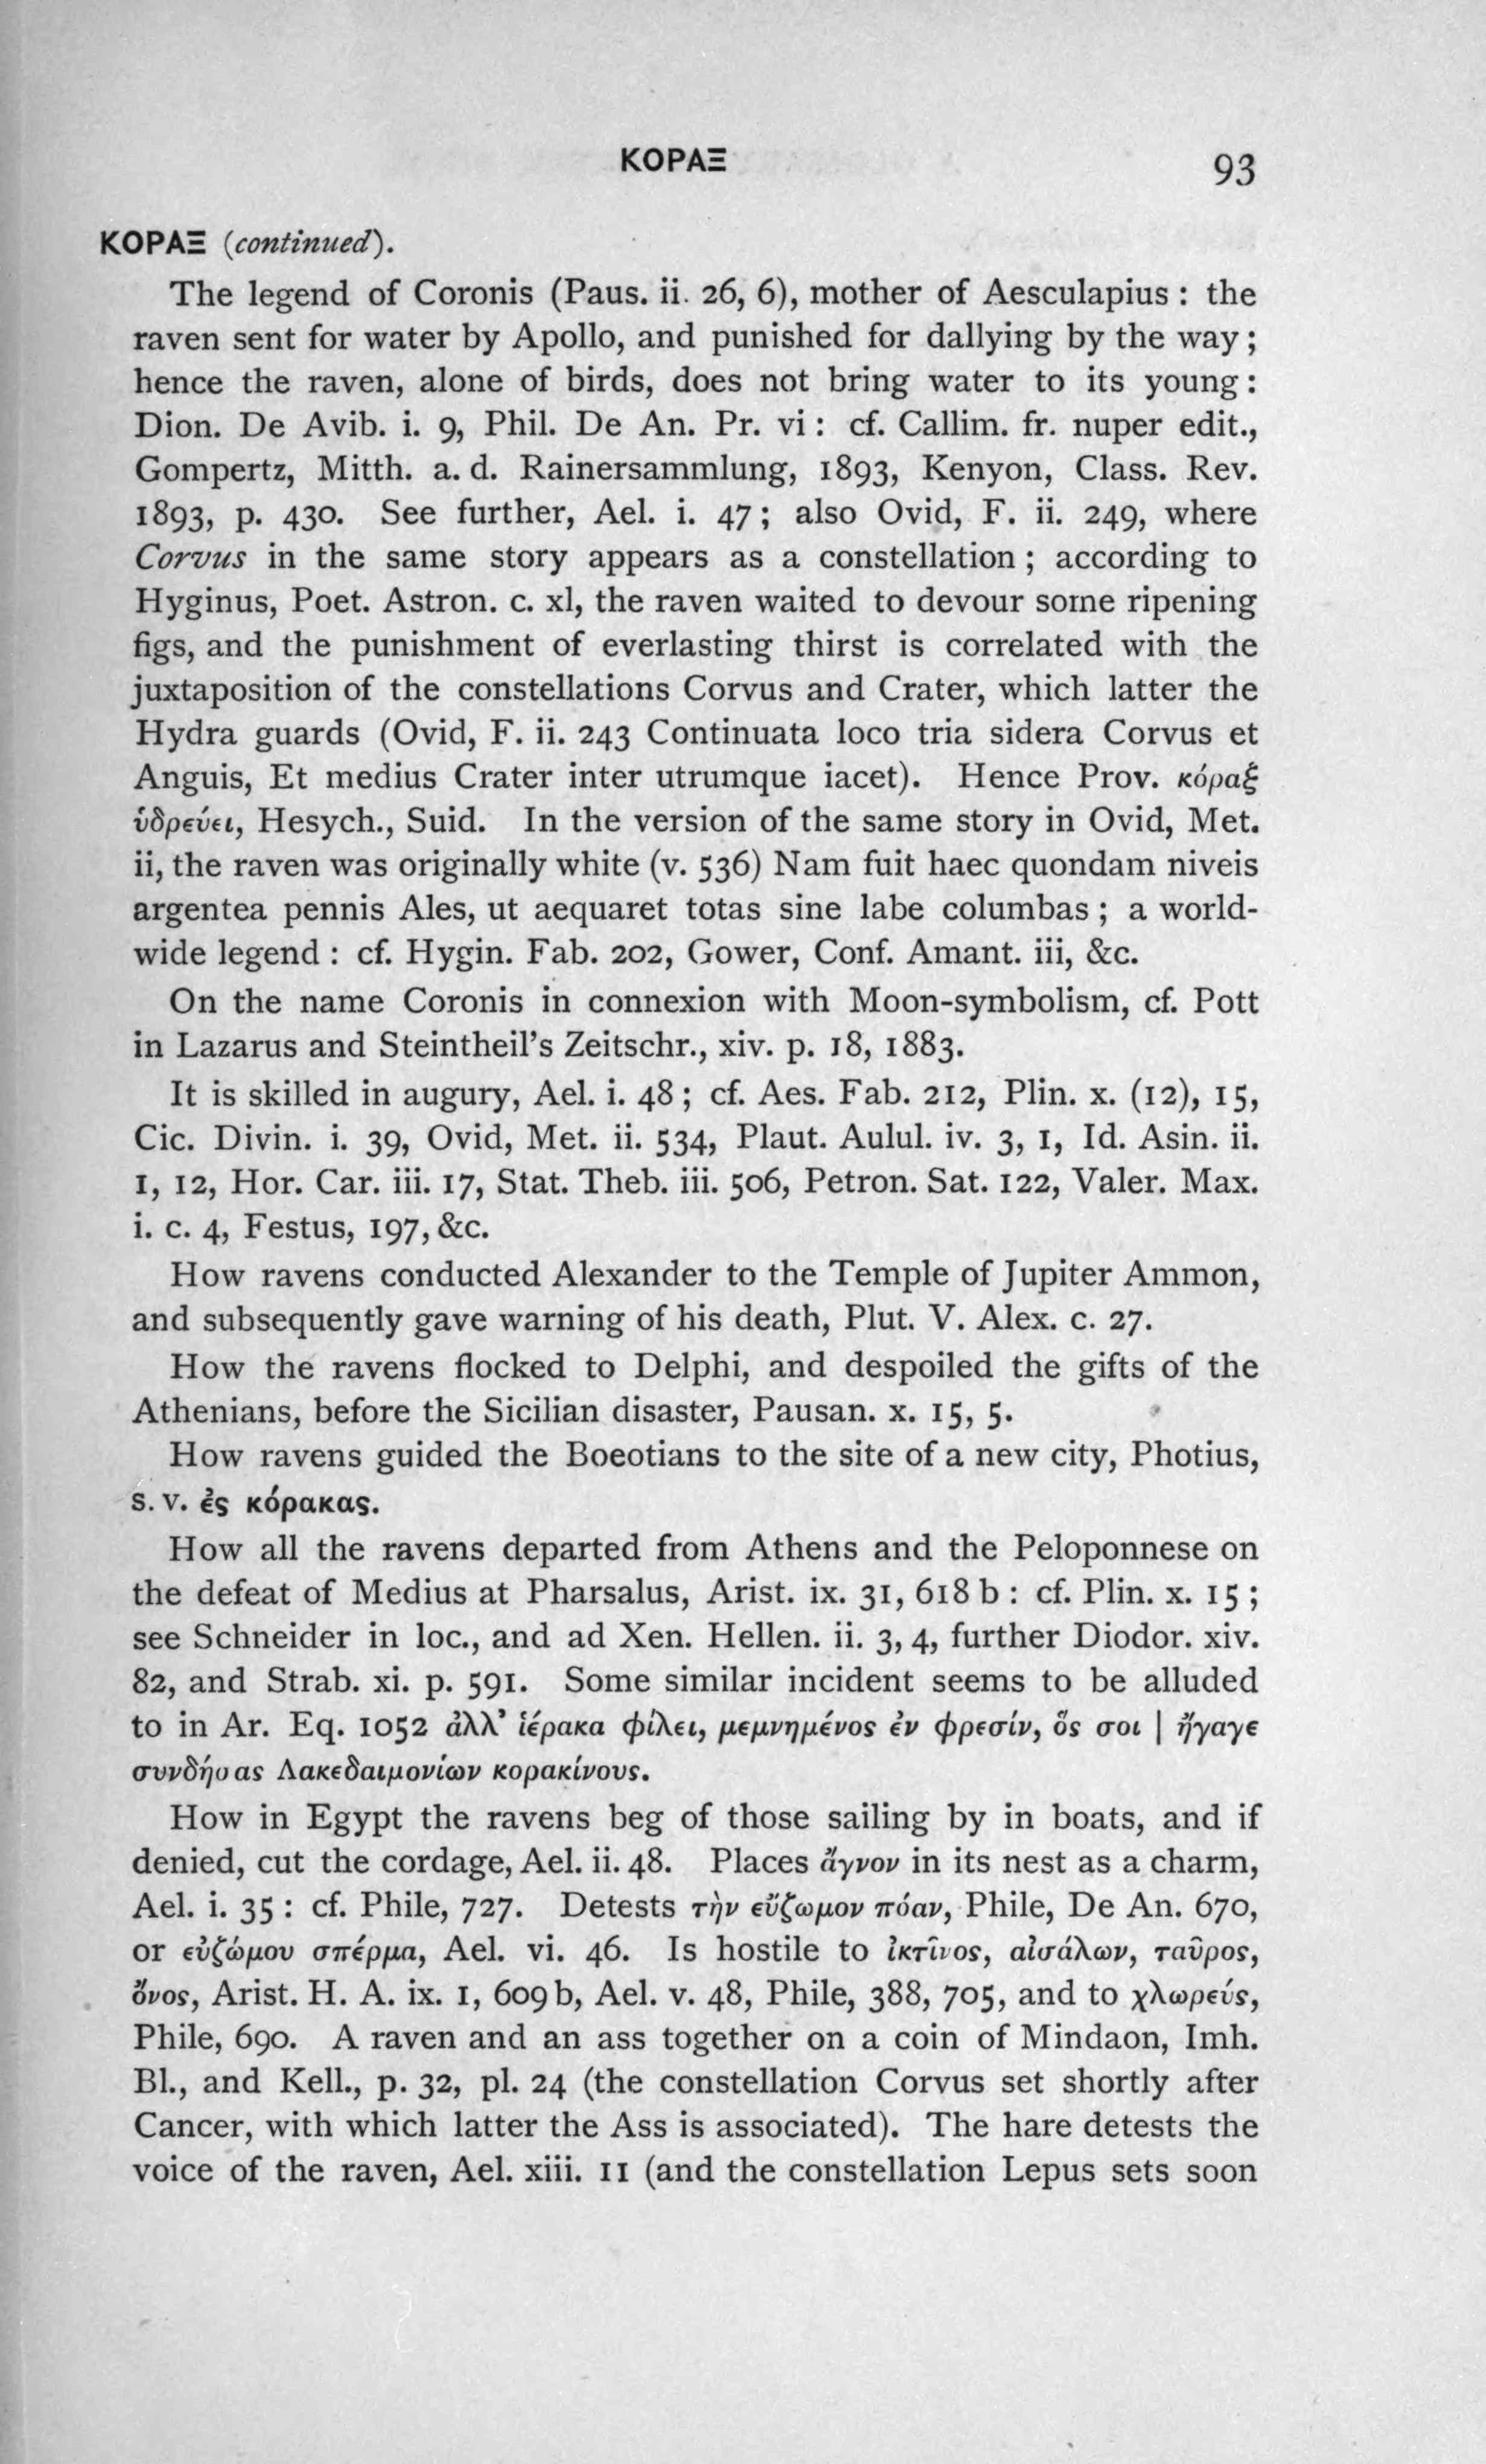 ΚΟΡΑΞ
93
ΚΟΡΑΞ (continued).
The legend of Coronis (Paus. ii. 26, 6), mother of Aesculapius : the
raven sent for water by Apollo, and punished for dallying by the way ;
hence the raven, alone of birds, does not bring water to its young :
Dion. De Avib. i. 9, Phil. De An. Pr. vi : cf. Callim. fr. nuper edit.,
Gompertz, Mitth. a. d. Rainersammlung, 1893, Kenyon, Class. Rev.
1893, p. 430. See further, Ael. i. 47 ; also Ovid, F. ii. 249, where
Corvus in the same story appears as a constellation ; according to
Hyginus, Poet. Astron. c. xl, the raven waited to devour some ripening
figs, and the punishment of everlasting thirst is correlated with the
juxtaposition of the constellations Corvus and Crater, which latter the
Hydra guards (Ovid, F. ii. 243 Continuata loco tria sidera Corvus et
Anguis, Et medius Crater inter utrumque iacet). Hence Prov. κόραξ
ὑδρεύει, Hesych., Suid. In the version of the same story in Ovid, Met.
ii, the raven was originally white (v. 536) Nam fuit haec quondam niveis
argentea pennis Ales, ut aequaret totas sine labe columbas ; a world-
wide legend : cf. Hygin. Fab. 202, Gower, Conf. Amant. iii, &c.
On the name Coronis in connexion with Moon-symbolism, cf. Pott
in Lazarus and Steintheil's Zeitschr., xiv. p. 18, 1883.
It is skilled in augury, Ael. i. 48 ; cf. Aes. Fab. 212, Plin. x. (12), 15,
Cic. Divin. i. 39, Ovid, Met. ii. 534, Plaut. Aulul. iv. 3, 1, Id. Asin. ii.
1, 12, Hor. Car. iii. 17, Stat. Theb. iii. 506, Petron. Sat. 122, Valer. Max.
i. c. 4, Festus, 197, &c.
How ravens conducted Alexander to the Temple of Jupiter Ammon,
and subsequently gave warning of his death, Plut. V. Alex. c. 27.
How the ravens flocked to Delphi, and despoiled the gifts of the
Athenians, before the Sicilian disaster, Pausan. x. 15, 5.
How ravens guided the Boeotians to the site of a new city, Photius,
s. v. ἐς κόρακας.
How all the ravens departed from Athens and the Peloponnese on
the defeat of Medius at Pharsalus, Arist. ix. 31, 618 b : cf. Plin. x. 15 ;
see Schneider in loc., and ad Xen. Hellen. ii. 3, 4, further Diodor. xiv.
82, and Strab. xi. p. 591. Some similar incident seems to be alluded
to in Ar. Eq. 1052 ἀλλ' ἱέρακα φίλει, μεμνημένος ἐν φρεσίν, ὅς σοι | ἤγαγε
συνδήσας Λακεδαιμονίων κορακίνους.
How in Egypt the ravens beg of those sailing by in boats, and if
denied, cut the cordage, Ael. ii. 48. Places ἄγνον in its nest as a charm,
Ael. i. 35 : cf. Phile, 727. Detests τὴν εὔζωμον πόαν, Phile, De An. 670,
or εὐζώμου σπέρμα, Ael. vi. 46. Is hostile to ἰκτῖνος, αἰσάλων, ταῦρος,
ὄνος, Arist. H. A. ix. 1, 609 b, Ael. v. 48, Phile, 388, 705, and to χλωρεύς,
Phile, 690. A raven and an ass together on a coin of Mindaon, Imh.
Bl., and Kell., p. 32, pl. 24 (the constellation Corvus set shortly after
Cancer, with which latter the Ass is associated). The hare detests the
voice of the raven, Ael. xiii. 11 (and the constellation Lepus sets soon